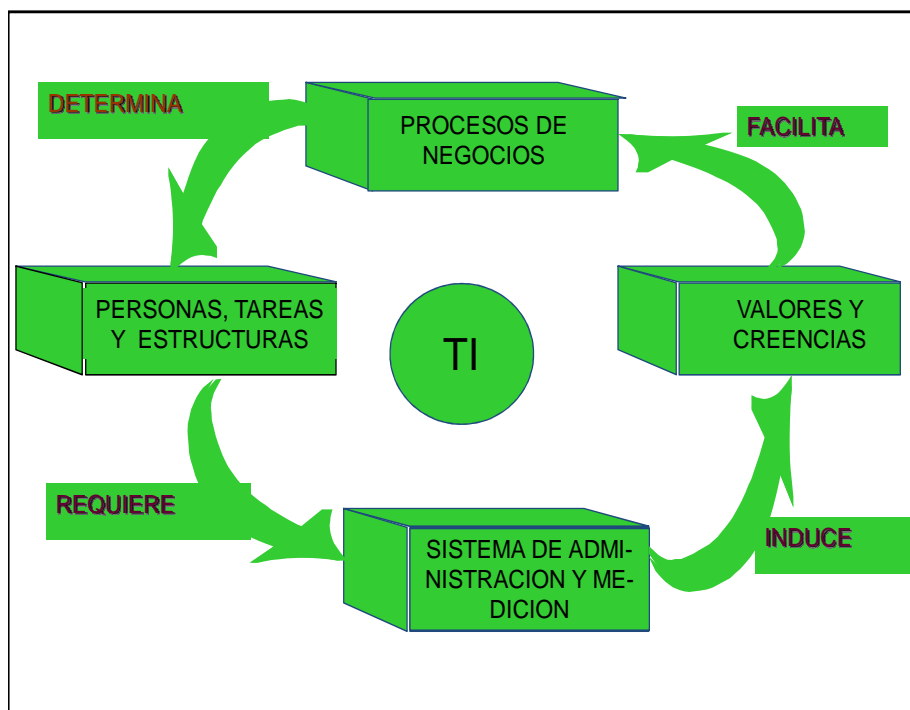 DETERMINA
PROCESOS DE
NEGOCIOS
FACILITA
PERSONAS, TAREAS
Y ESTRUCTURAS
TI
VALORES Y
CREENCIAS
REQUIERE
SISTEMA DE ADMI-
NISTRACION Y ME-
DICION
INDUCE